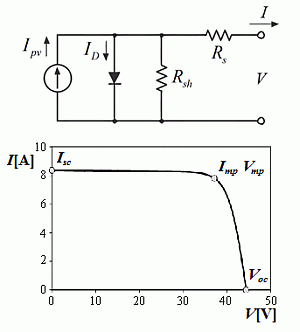 I
I_pv I_D R_s
R_sh V
I[A] I_sc
10
8
I_mp V_mp
6
4
2
V_oc
0
0 10 20 30 40 50
V[V]